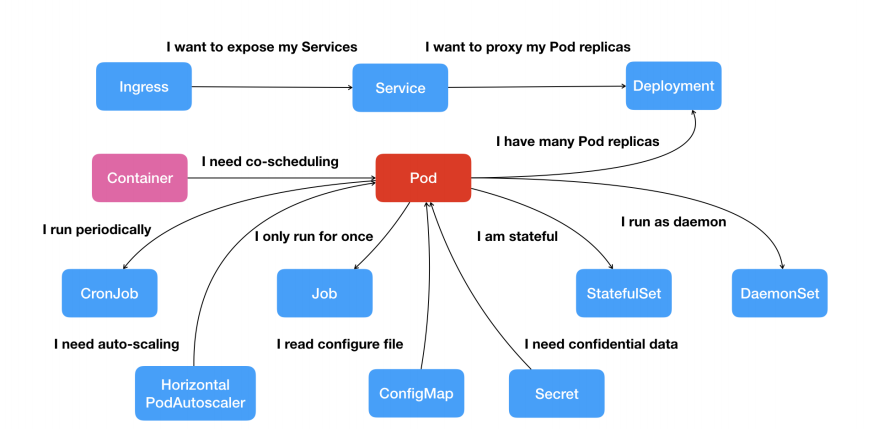 I want to expose my Services
I want to proxy my Pod replicas
Ingress
Service
Deployment
I have many Pod replicas
I need co-scheduling
Container
Pod
I run periodically
I only run for once
I am stateful
I run as daemon
CronJob
Job
StatefulSet
DaemonSet
I need auto-scaling
I read configure file
I need confidential data
Horizontal
PodAutoscaler
ConfigMap
Secret